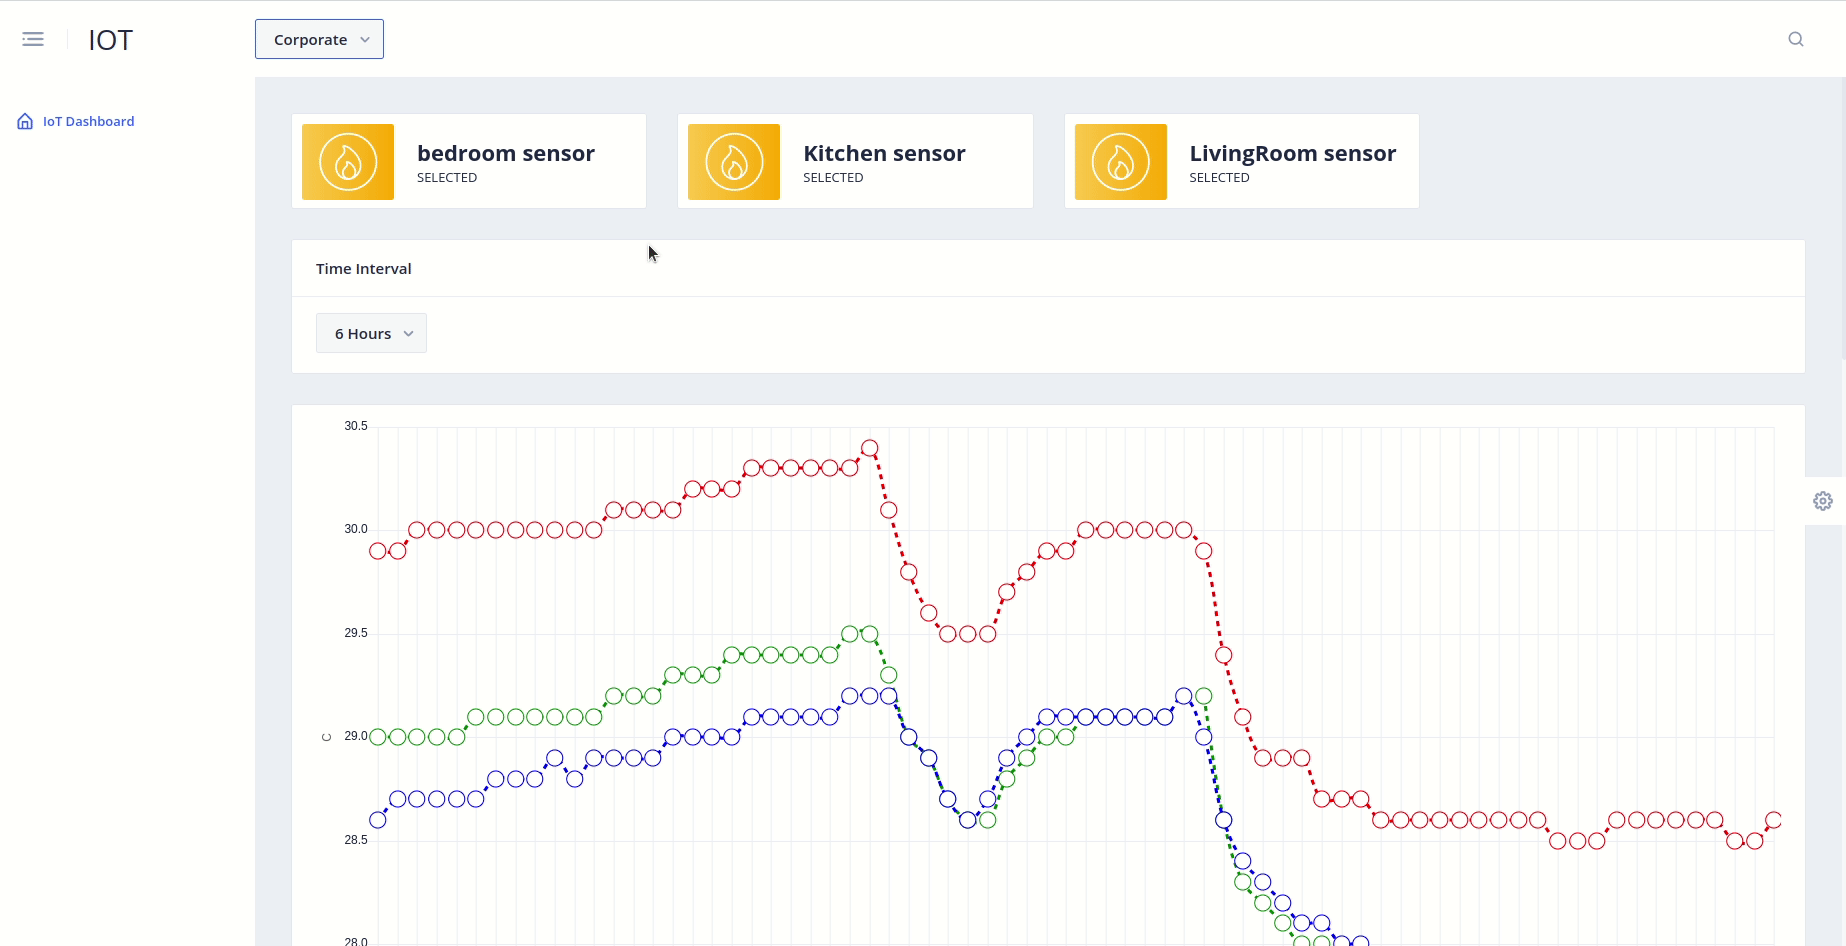 IOT
Corporate
IoT Dashboard
bedroom sensor
SELECTED
Kitchen sensor
SELECTED
LivingRoom sensor
SELECTED
Time Interval
6 Hours
30.5
30.0
29.5
29.0
28.5
28.0
C